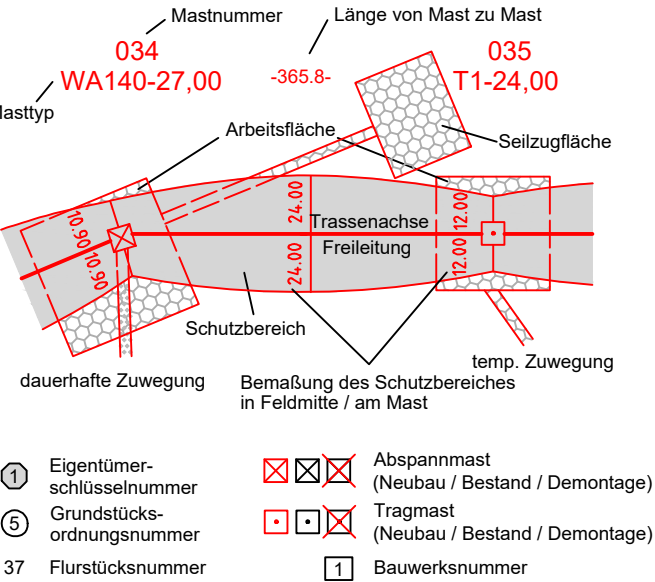 Mastnummer
Länge von Mast zu Mast
034
035
WA140-27,00
-365.8-
T1-24,00
Masttyp
Arbeitsfläche
Seilzugfläche
10.90
24.00
12.00
Trassenachse
Freileitung
10.90
24.00
12.00
Schutzbereich
temp. Zuwegung
dauerhafte Zuwegung
Bemaßung des Schutzbereiches
in Feldmitte / am Mast
1 Eigentümer-
schlüsselnummer
Abspannmast
(Neubau / Bestand / Demontage)
5 Grundstücks-
ordnungsnummer
Tragmast
(Neubau / Bestand / Demontage)
37 Flurstücksnummer
1 Bauwerksnummer